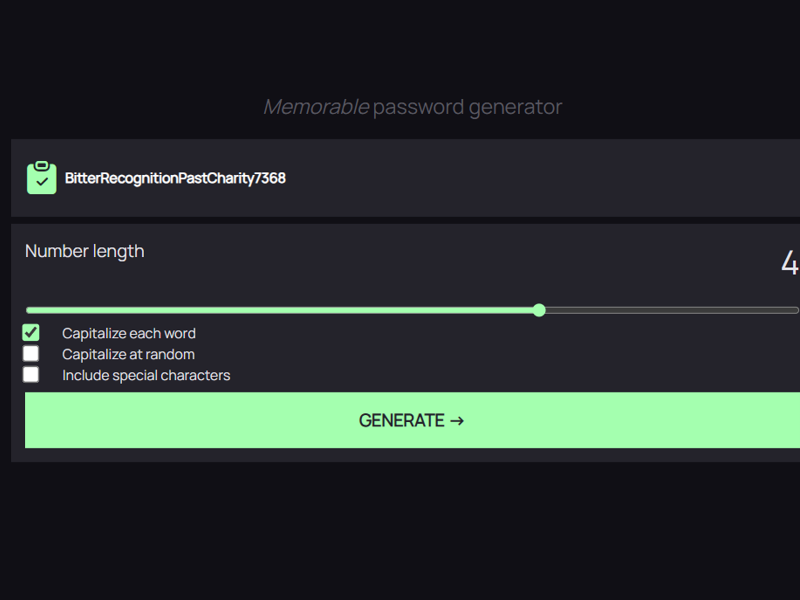 Memorable password generator
BitterRecognitionPastCharity7368
Number length
4
Capitalize each word
Capitalize at random
Include special characters
GENERATE →